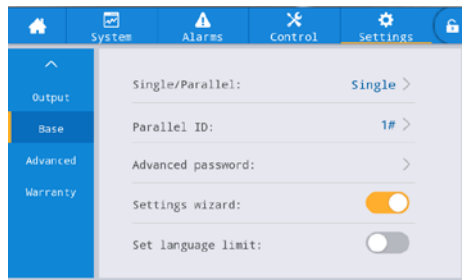 System
Alarms
Control
Settings
Output
Base
Advanced
Warranty
Single/Parallel: Single >
Parallel ID: 1# >
Advanced password: >
Settings wizard:
Set language limit: